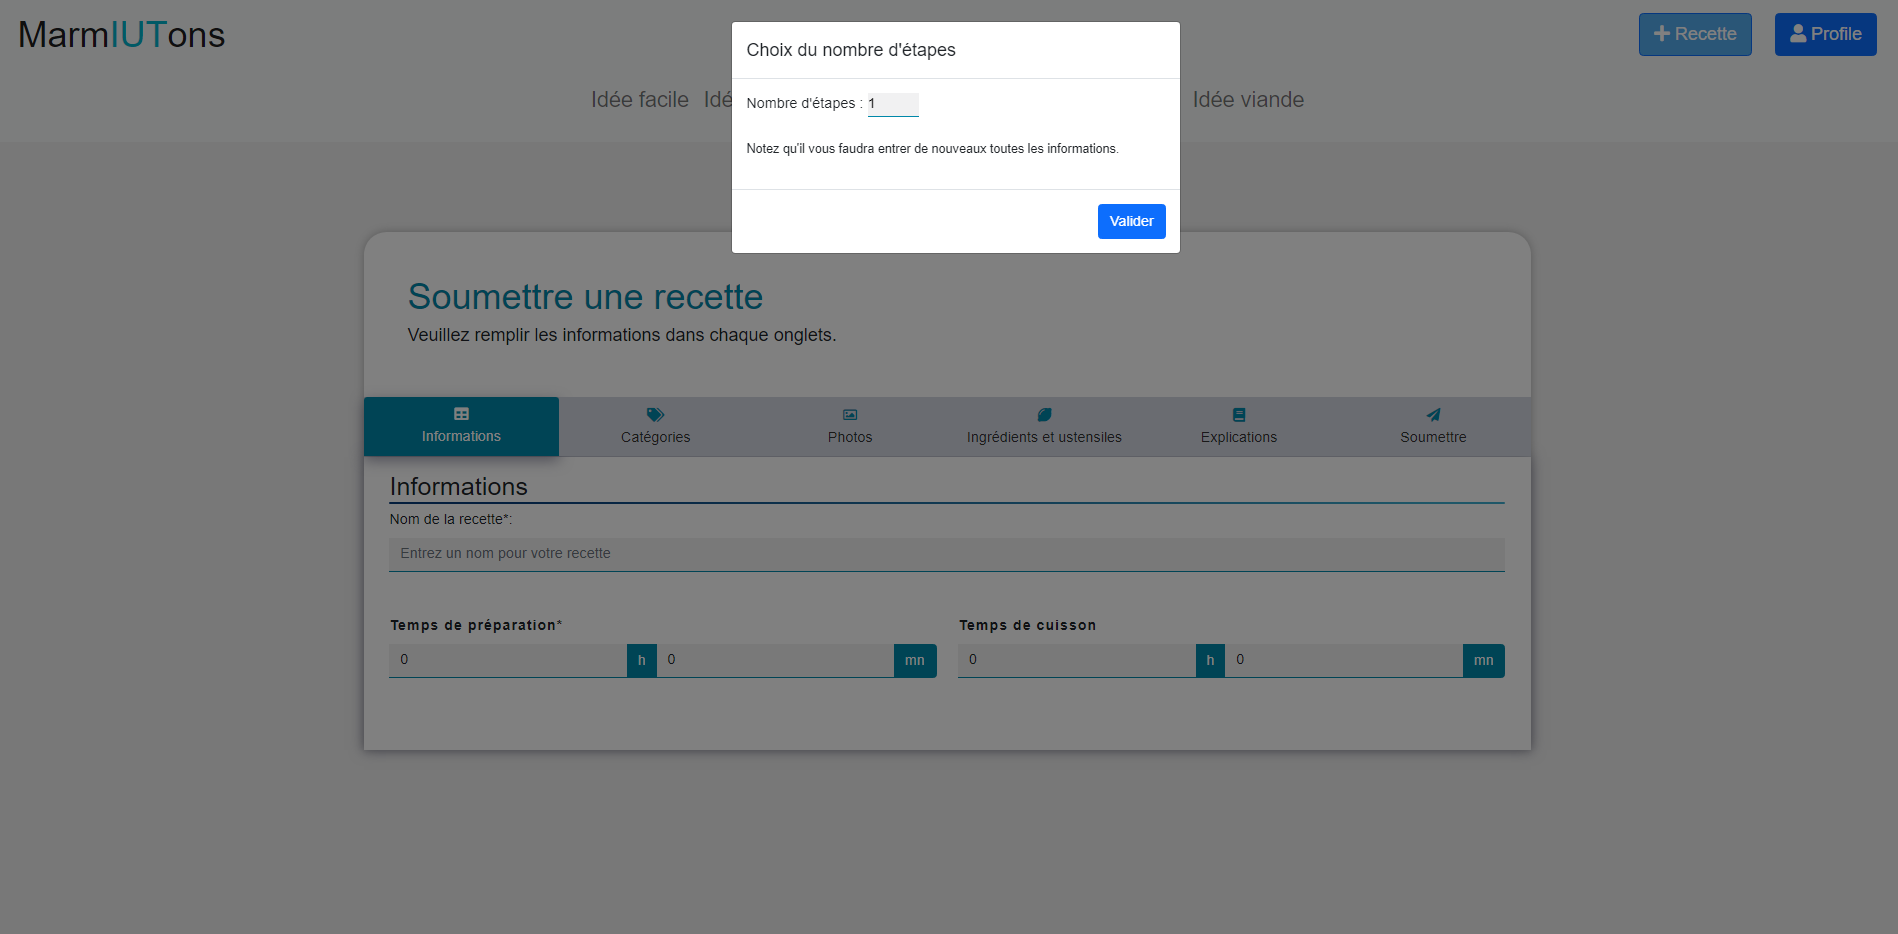 MarmIUTons
Recette
Profile
Idée facile
Idée viande
Choix du nombre d'étapes
Nombre d'étapes : 1
Notez qu'il vous faudra entrer de nouveaux toutes les informations.
Valider
Soumettre une recette
Veuillez remplir les informations dans chaque onglets.
Informations
Catégories
Photos
Ingrédients et ustensiles
Explications
Soumettre
Informations
Nom de la recette*:
Entrez un nom pour votre recette
Temps de préparation*
Temps de cuisson
0 h 0 mn
0 h 0 mn